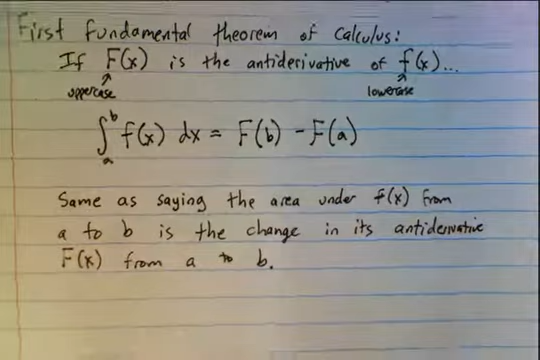 First fundamental theorem of Calculus:
If F(x) is the antiderivative of f(x)...
uppercase lowercase
∫_a^b f(x) dx = F(b) - F(a)
Same as saying the area under f(x) from
a to b is the change in its antiderivative
F(x) from a to b.